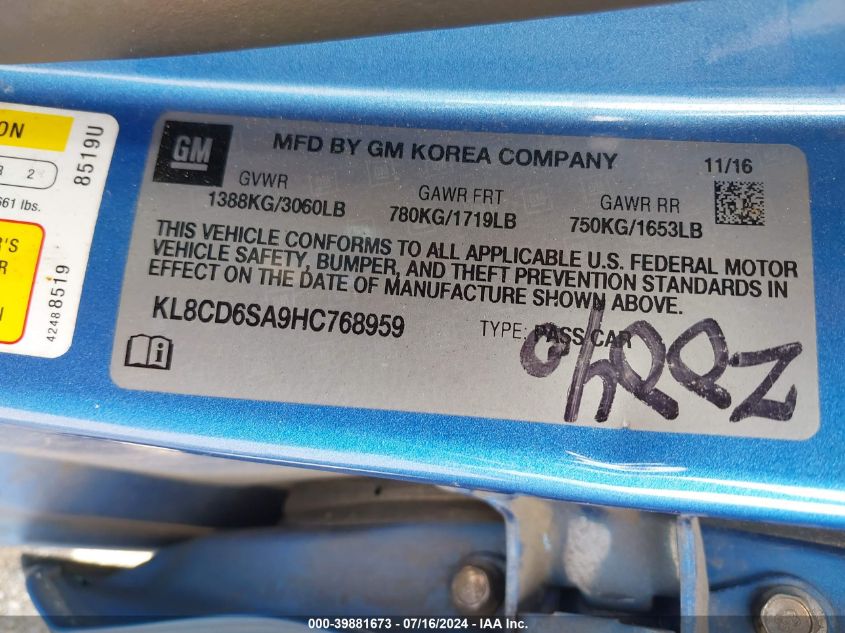 ON
2
661 lbs.
8519U
R'S
R
N
42488519
GM
MFD BY GM KOREA COMPANY
11/16
GVWR
1388KG/3060LB
GAWR FRT
780KG/1719LB
GAWR RR
750KG/1653LB
THIS VEHICLE CONFORMS TO ALL APPLICABLE U.S. FEDERAL MOTOR
VEHICLE SAFETY, BUMPER, AND THEFT PREVENTION STANDARDS IN
EFFECT ON THE DATE OF MANUFACTURE SHOWN ABOVE.
KL8CD6SA9HC768959
TYPE: PASS CAR
000-39881673 / 07/16/2024 - IAA Inc.